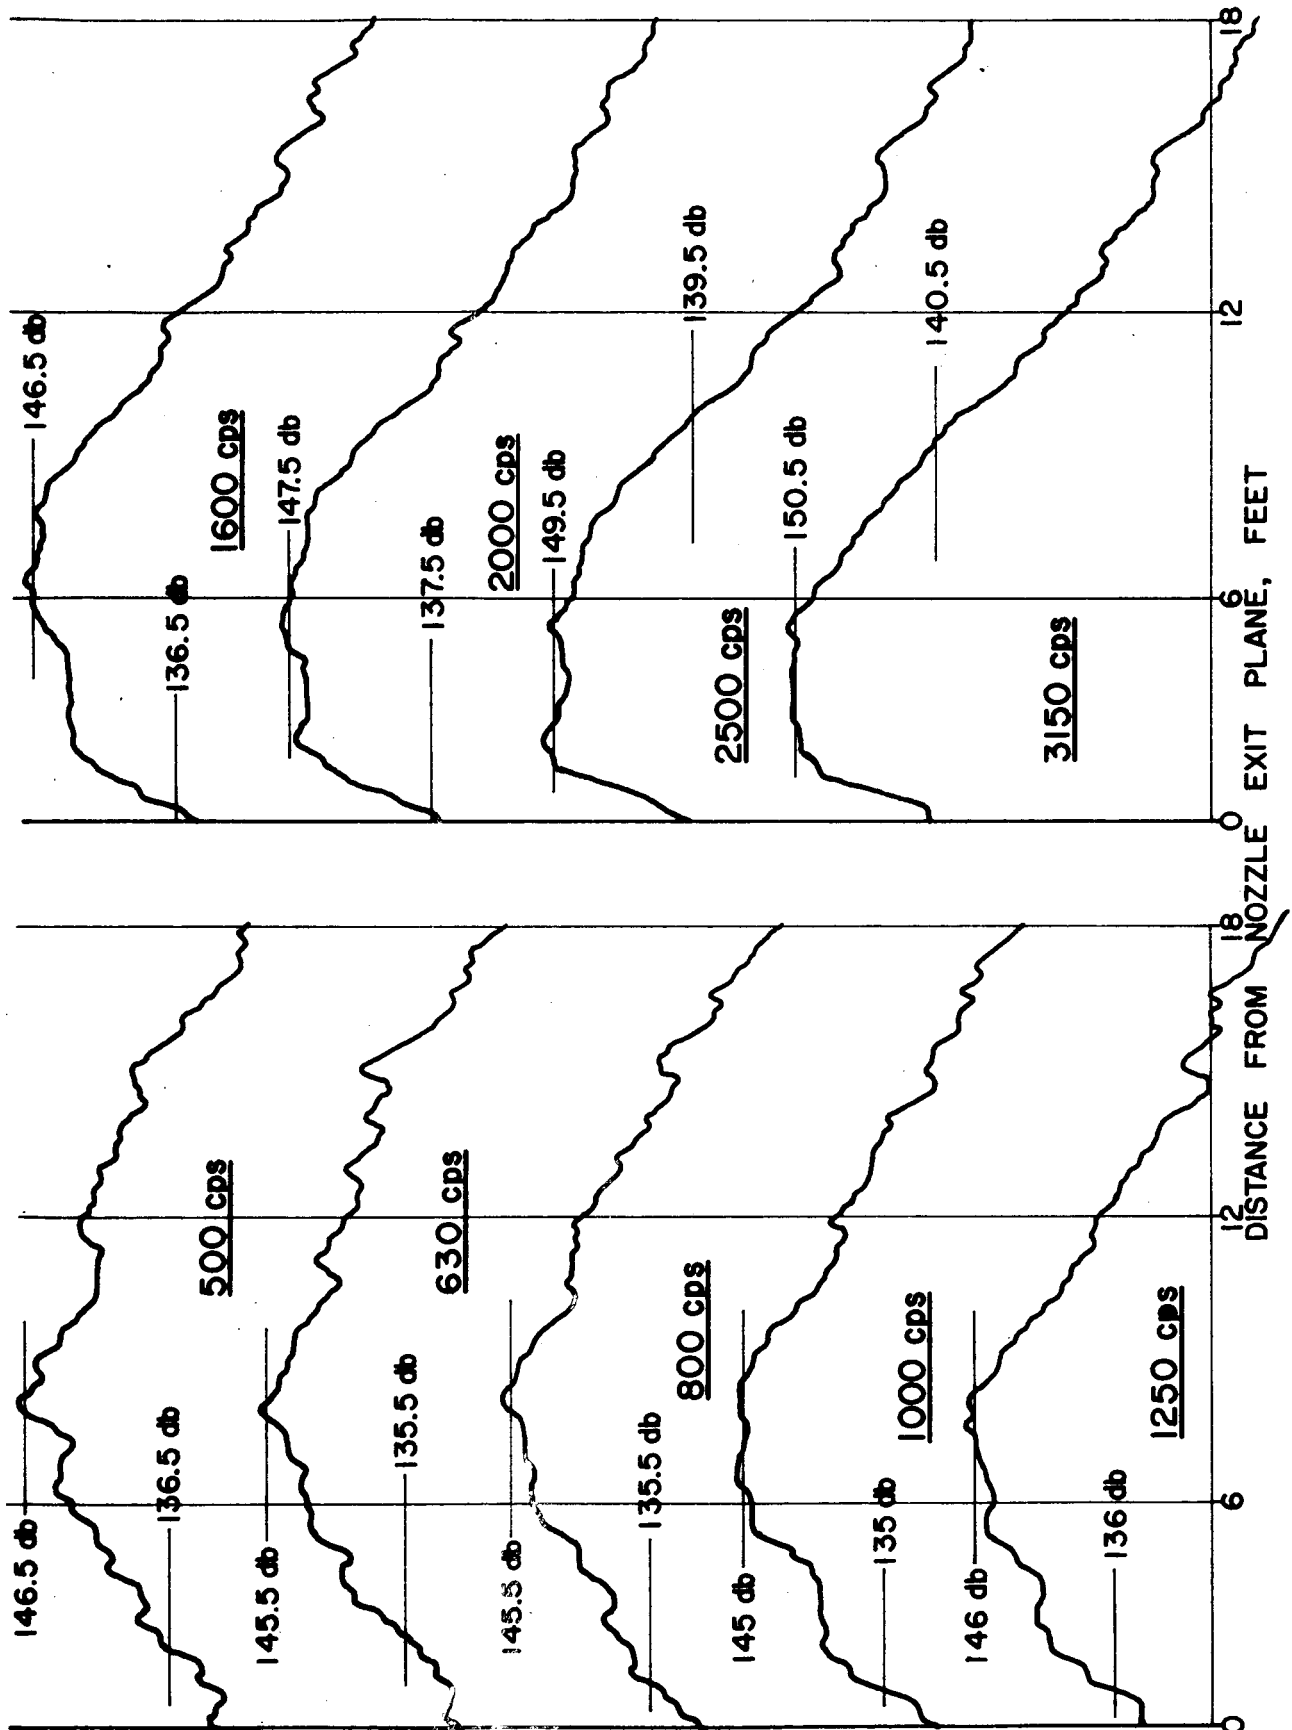 146.5 db
136.5 db
500 cps
145.5 db
135.5 db
630 cps
145.5 db
135.5 db
800 cps
145 db
135 db
1000 cps
146 db
136 db
1250 cps
0
6
12
18
146.5 db
136.5 db
1600 cps
147.5 db
137.5 db
2000 cps
149.5 db
139.5 db
2500 cps
150.5 db
140.5 db
3150 cps
0
6
12
18
DISTANCE FROM NOZZLE EXIT PLANE, FEET